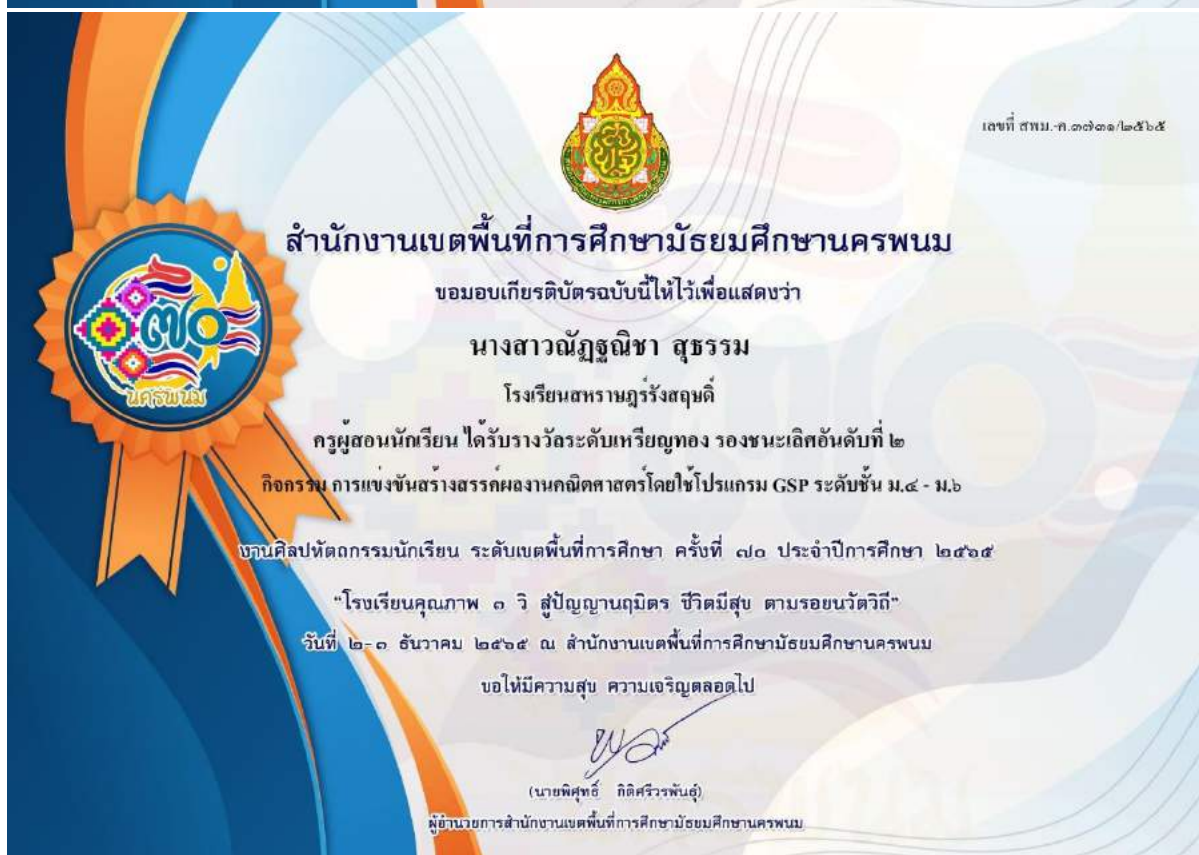 เลขที่ สพม.-ค.๓๗๓๑/๒๕๖๕
สำนักงานเขตพื้นที่การศึกษามัธยมศึกษานครพนม
ขอมอบเกียรติบัตรฉบับนี้ให้ไว้เพื่อแสดงว่า
นางสาวณัฏฐณิชา สุธรรม
โรงเรียนสหราษฎร์รังสฤษดิ์
ครูผู้สอนนักเรียน ได้รับรางวัลระดับเหรียญทอง รองชนะเลิศอันดับที่ ๒
กิจกรรม การแข่งขันสร้างสรรค์ผลงานคณิตศาสตร์โดยใช้โปรแกรม GSP ระดับชั้น ม.๔ - ม.๖
งานศิลปหัตถกรรมนักเรียน ระดับเขตพื้นที่การศึกษา ครั้งที่ ๗๐ ประจำปีการศึกษา ๒๕๖๕
"โรงเรียนคุณภาพ ๓ วิ สู่ปัญญานฤมิตร ชีวิตมีสุข ตามรอยนวัตวิถี"
วันที่ ๒-๓ ธันวาคม ๒๕๖๕ ณ สำนักงานเขตพื้นที่การศึกษามัธยมศึกษานครพนม
ขอให้มีความสุข ความเจริญตลอดไป
(นายพิศุทธิ์ กิติศรีวรพันธุ์)
ผู้อำนวยการสำนักงานเขตพื้นที่การศึกษามัธยมศึกษานครพนม
๗๐
นครพนม